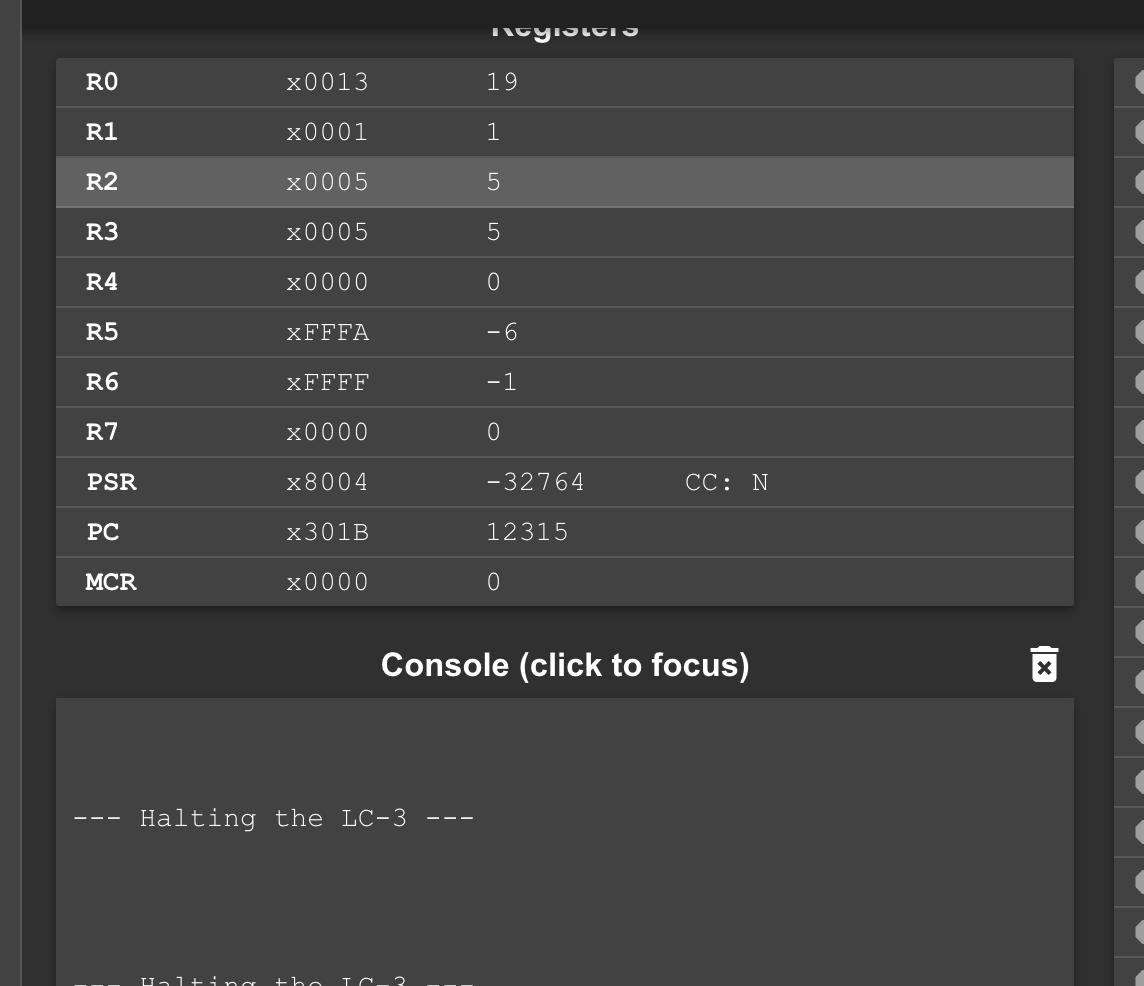 Registers
R0 x0013 19
R1 x0001 1
R2 x0005 5
R3 x0005 5
R4 x0000 0
R5 xFFFA -6
R6 xFFFF -1
R7 x0000 0
PSR x8004 -32764 CC: N
PC x301B 12315
MCR x0000 0
Console (click to focus)
--- Halting the LC-3 ---
--- Halting the LC-3 ---